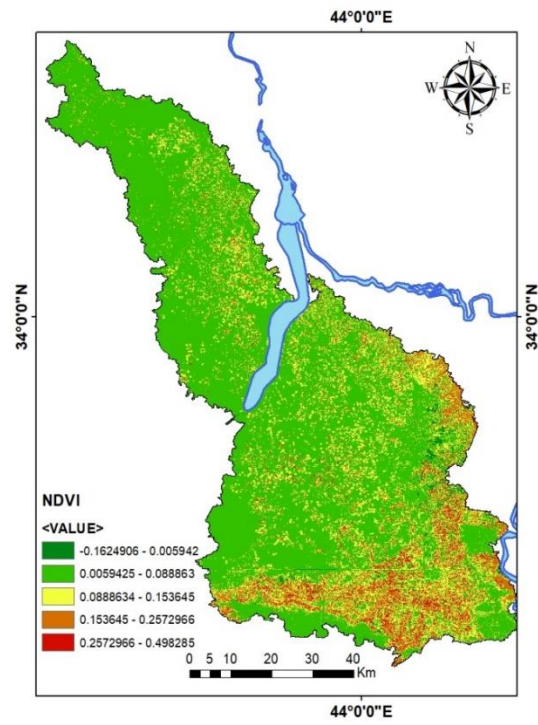 44°0'0"E
N
W E
S
34°0'0"N
34°0'0"N
NDVI
<VALUE>
-0.1624906 - 0.005942
0.0059425 - 0.088863
0.0888634 - 0.153645
0.153645 - 0.2572966
0.2572966 - 0.498285
0 5 10 20 30 40
Km
44°0'0"E